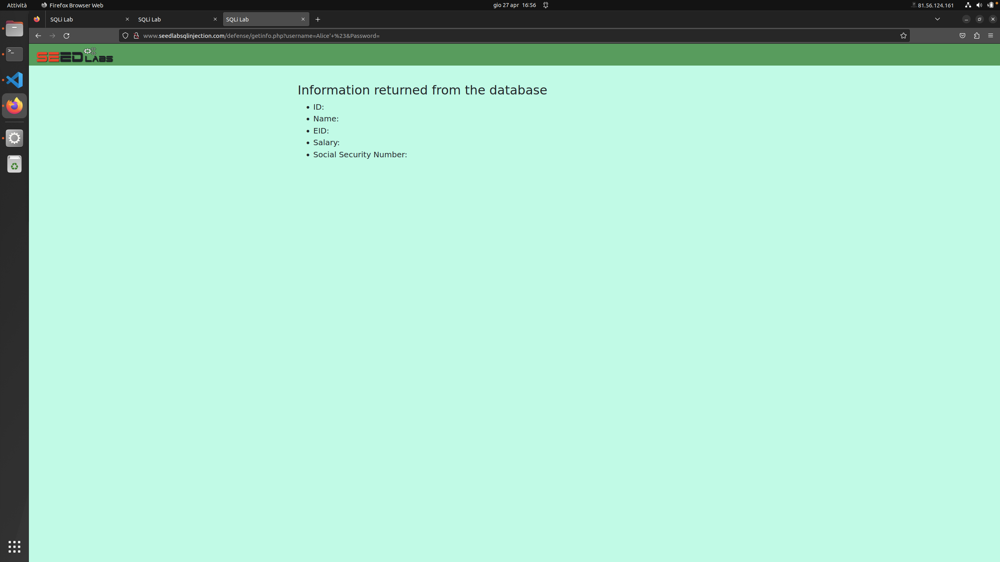 Attività Firefox Browser Web gio 27 apr 16:56 81.56.124.161
SQLi Lab SQLi Lab SQLi Lab
www.seedlabsqlinjection.com/defense/getinfo.php?username=Alice'+%23&Password=
SEED LABS
Information returned from the database
• ID:
• Name:
• EID:
• Salary:
• Social Security Number: